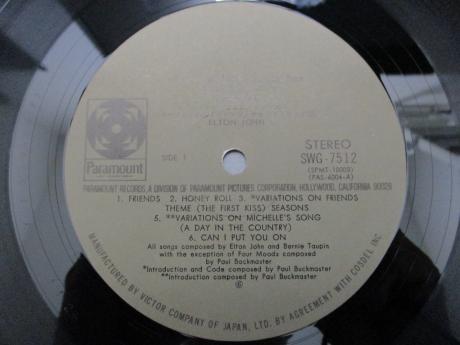 ELTON JOHN
Paramount
SIDE 1
STEREO
SWG-7512
(SPMT-10009)
(PAS-6004-A)
PARAMOUNT RECORDS A DIVISION OF PARAMOUNT PICTURES CORPORATION, HOLLYWOOD, CALIFORNIA 90028
1. FRIENDS 2. HONEY ROLL 3. *VARIATIONS ON FRIENDS
THEME (THE FIRST KISS) SEASONS
5. **VARIATIONS ON MICHELLE'S SONG
(A DAY IN THE COUNTRY)
6. CAN I PUT YOU ON
All songs composed by Elton John and Bernie Taupin
with the exception of Four Moods composed by
Paul Buckmaster
*Introduction and Code composed by Paul Buckmaster
**Introduction composed by Paul Buckmaster
Ⓟ
MANUFACTURED BY VICTOR COMPANY OF JAPAN, LTD. BY AGREEMENT WITH COSDEL INC